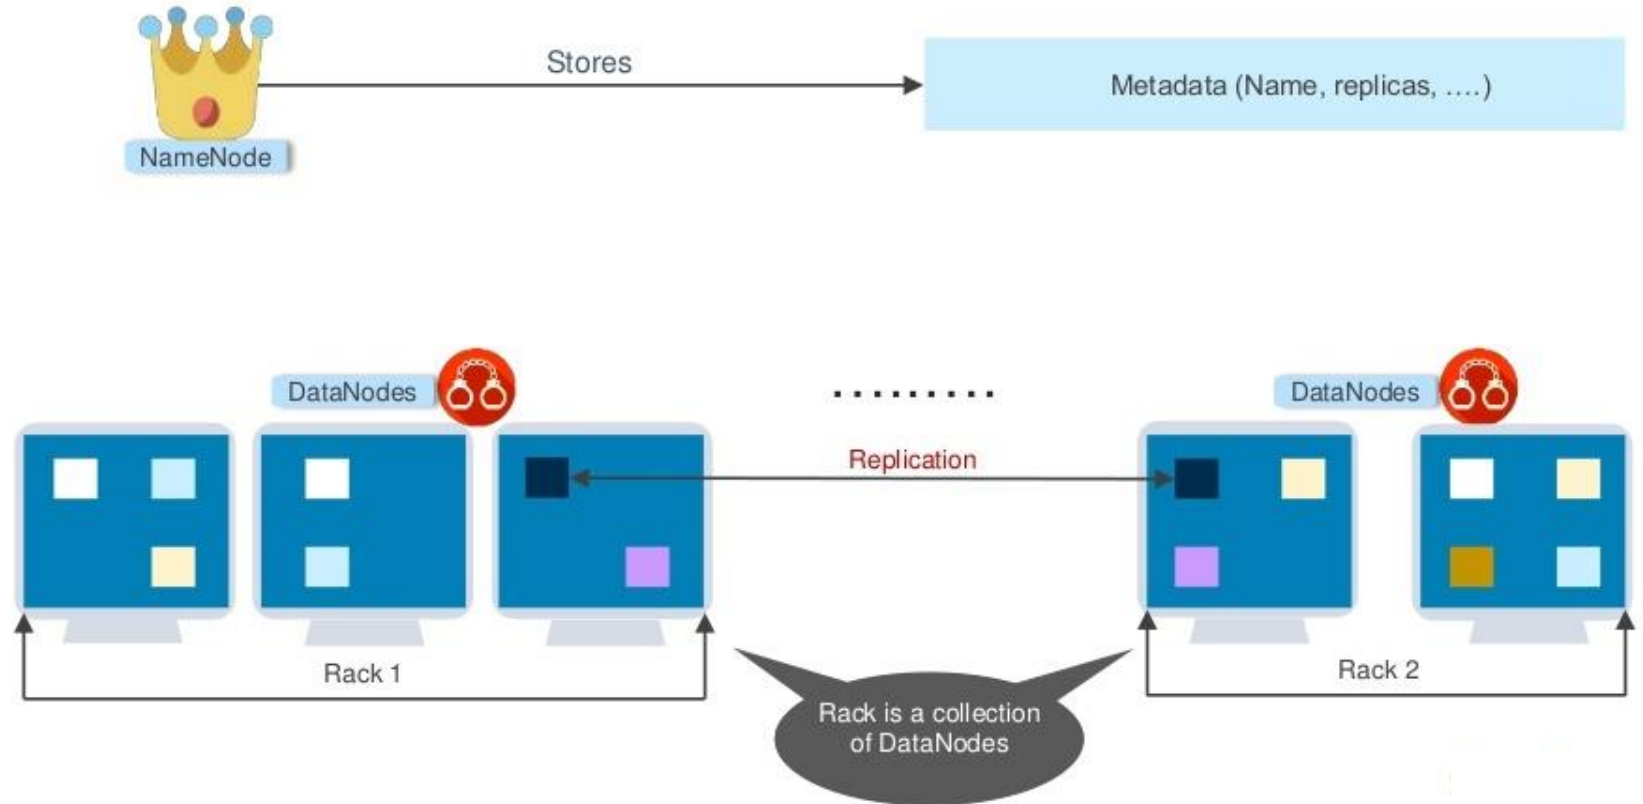 Stores
Metadata (Name, replicas, ....)
NameNode
DataNodes
.........
DataNodes
Replication
Rack 1
Rack 2
Rack is a collection
of DataNodes